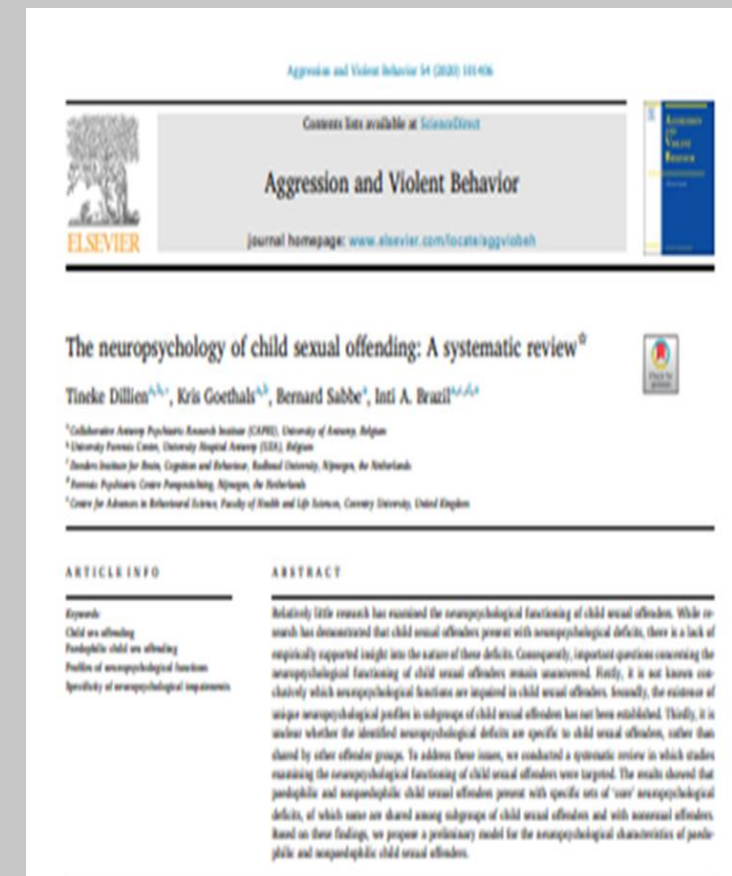 Aggression and Violent Behavior 54 (2020) 101406
Contents lists available at ScienceDirect
Aggression and Violent Behavior
journal homepage: www.elsevier.com/locate/aggviobeh
ELSEVIER
AGGRESSION
AND
VIOLENT
BEHAVIOR
The neuropsychology of child sexual offending: A systematic review
Tineke Dillien, Kris Goethals, Bernard Sabbe, Inti A. Brazil
Collaborative Antwerp Psychiatric Research Institute (CAPRI), University of Antwerp, Belgium
University Forensic Center, University Hospital Antwerp (UZA), Belgium
Donders Institute for Brain, Cognition and Behaviour, Radboud University, Nijmegen, the Netherlands
Forensic Psychiatric Centre Pompestichting, Nijmegen, the Netherlands
Centre for Advances in Behavioural Science, Faculty of Health and Life Sciences, Coventry University, United Kingdom
ARTICLE INFO
Keywords:
Child sex offending
Paedophilic child sex offending
Profiles of neuropsychological functions
Specificity of neuropsychological impairments
ABSTRACT
Relatively little research has examined the neuropsychological functioning of child sexual offenders. While re-
search has demonstrated that child sexual offenders present with neuropsychological deficits, there is a lack of
empirically supported insight into the nature of these deficits. Consequently, important questions concerning the
neuropsychological functioning of child sexual offenders remain unanswered. Firstly, it is not known con-
clusively which neuropsychological functions are impaired in child sexual offenders. Secondly, the existence of
unique neuropsychological profiles in subgroups of child sexual offenders has not been established. Thirdly, it is
unclear whether the identified neuropsychological deficits are specific to child sexual offenders, rather than
shared by other offender groups. To address these issues, we conducted a systematic review in which studies
examining the neuropsychological functioning of child sexual offenders were targeted. The results showed that
paedophilic and nonpaedophilic child sexual offenders present with specific sets of 'core' neuropsychological
deficits, of which some are shared among subgroups of child sexual offenders and with nonsexual offenders.
Based on these findings, we propose a preliminary model for the neuropsychological characteristics of paedo-
philic and nonpaedophilic child sexual offenders.